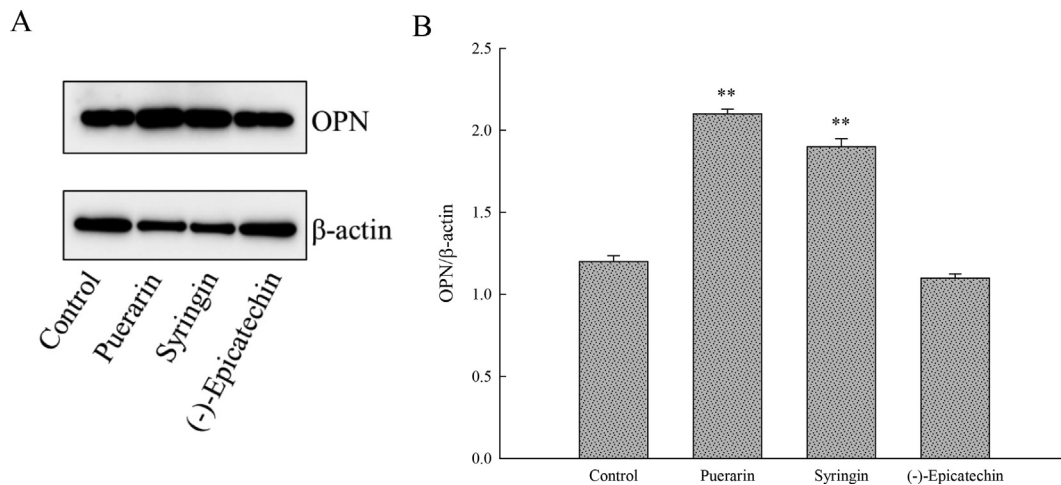 A
OPN
β-actin
Control
Puerarin
Syringin
(-)-Epicatechin
B
2.5
2.0
1.5
1.0
0.5
0.0
OPN/β-actin
**
**
Control Puerarin Syringin (-)-Epicatechin